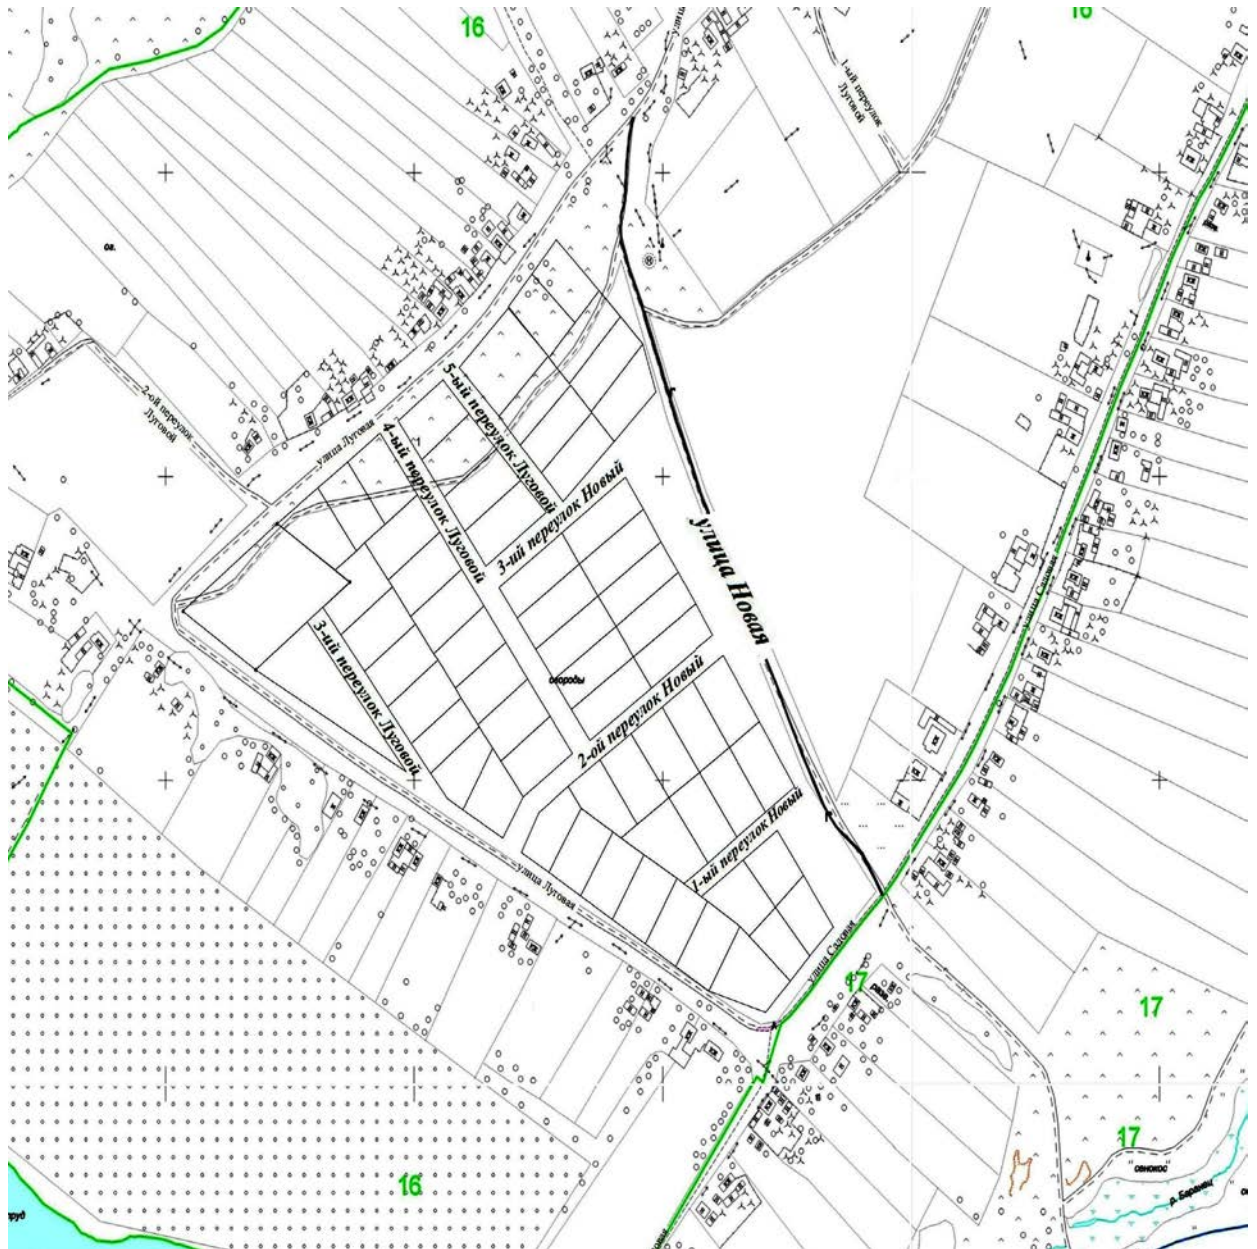 16
16
1-ый переулок
Луговой
ог.
5-ый переулок Луговой
2-ой переулок
Луговой
улица Луговая
4-ый переулок Луговой
3-ий переулок Новый
улица Новая
улица Садовая
3-ий переулок Луговой
огороды
2-ой переулок Новый
1-ый переулок Новый
улица Луговая
улица Садовая
17
17
17
сенокос
16
р. Баранец
пруд